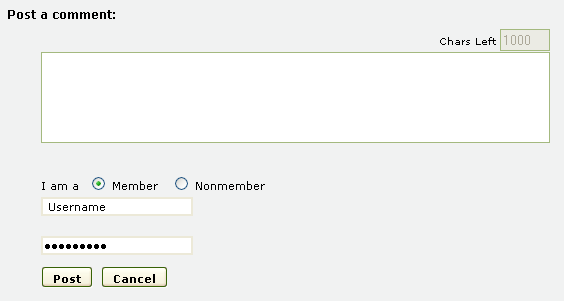 Post a comment:
Chars Left 1000
I am a Member Nonmember
Username
•••••••••
Post Cancel